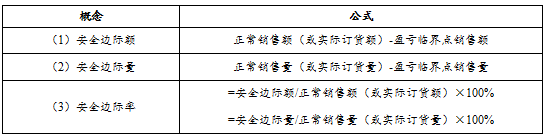 概念 公式
（1）安全边际额 正常销售额（或实际订货额）-盈亏临界点销售额
（2）安全边际量 正常销售量（或实际订货量）-盈亏临界点销售量
（3）安全边际率 =安全边际额/正常销售额（或实际订货额）×100%
=安全边际量/正常销售量（或实际订货量）×100%